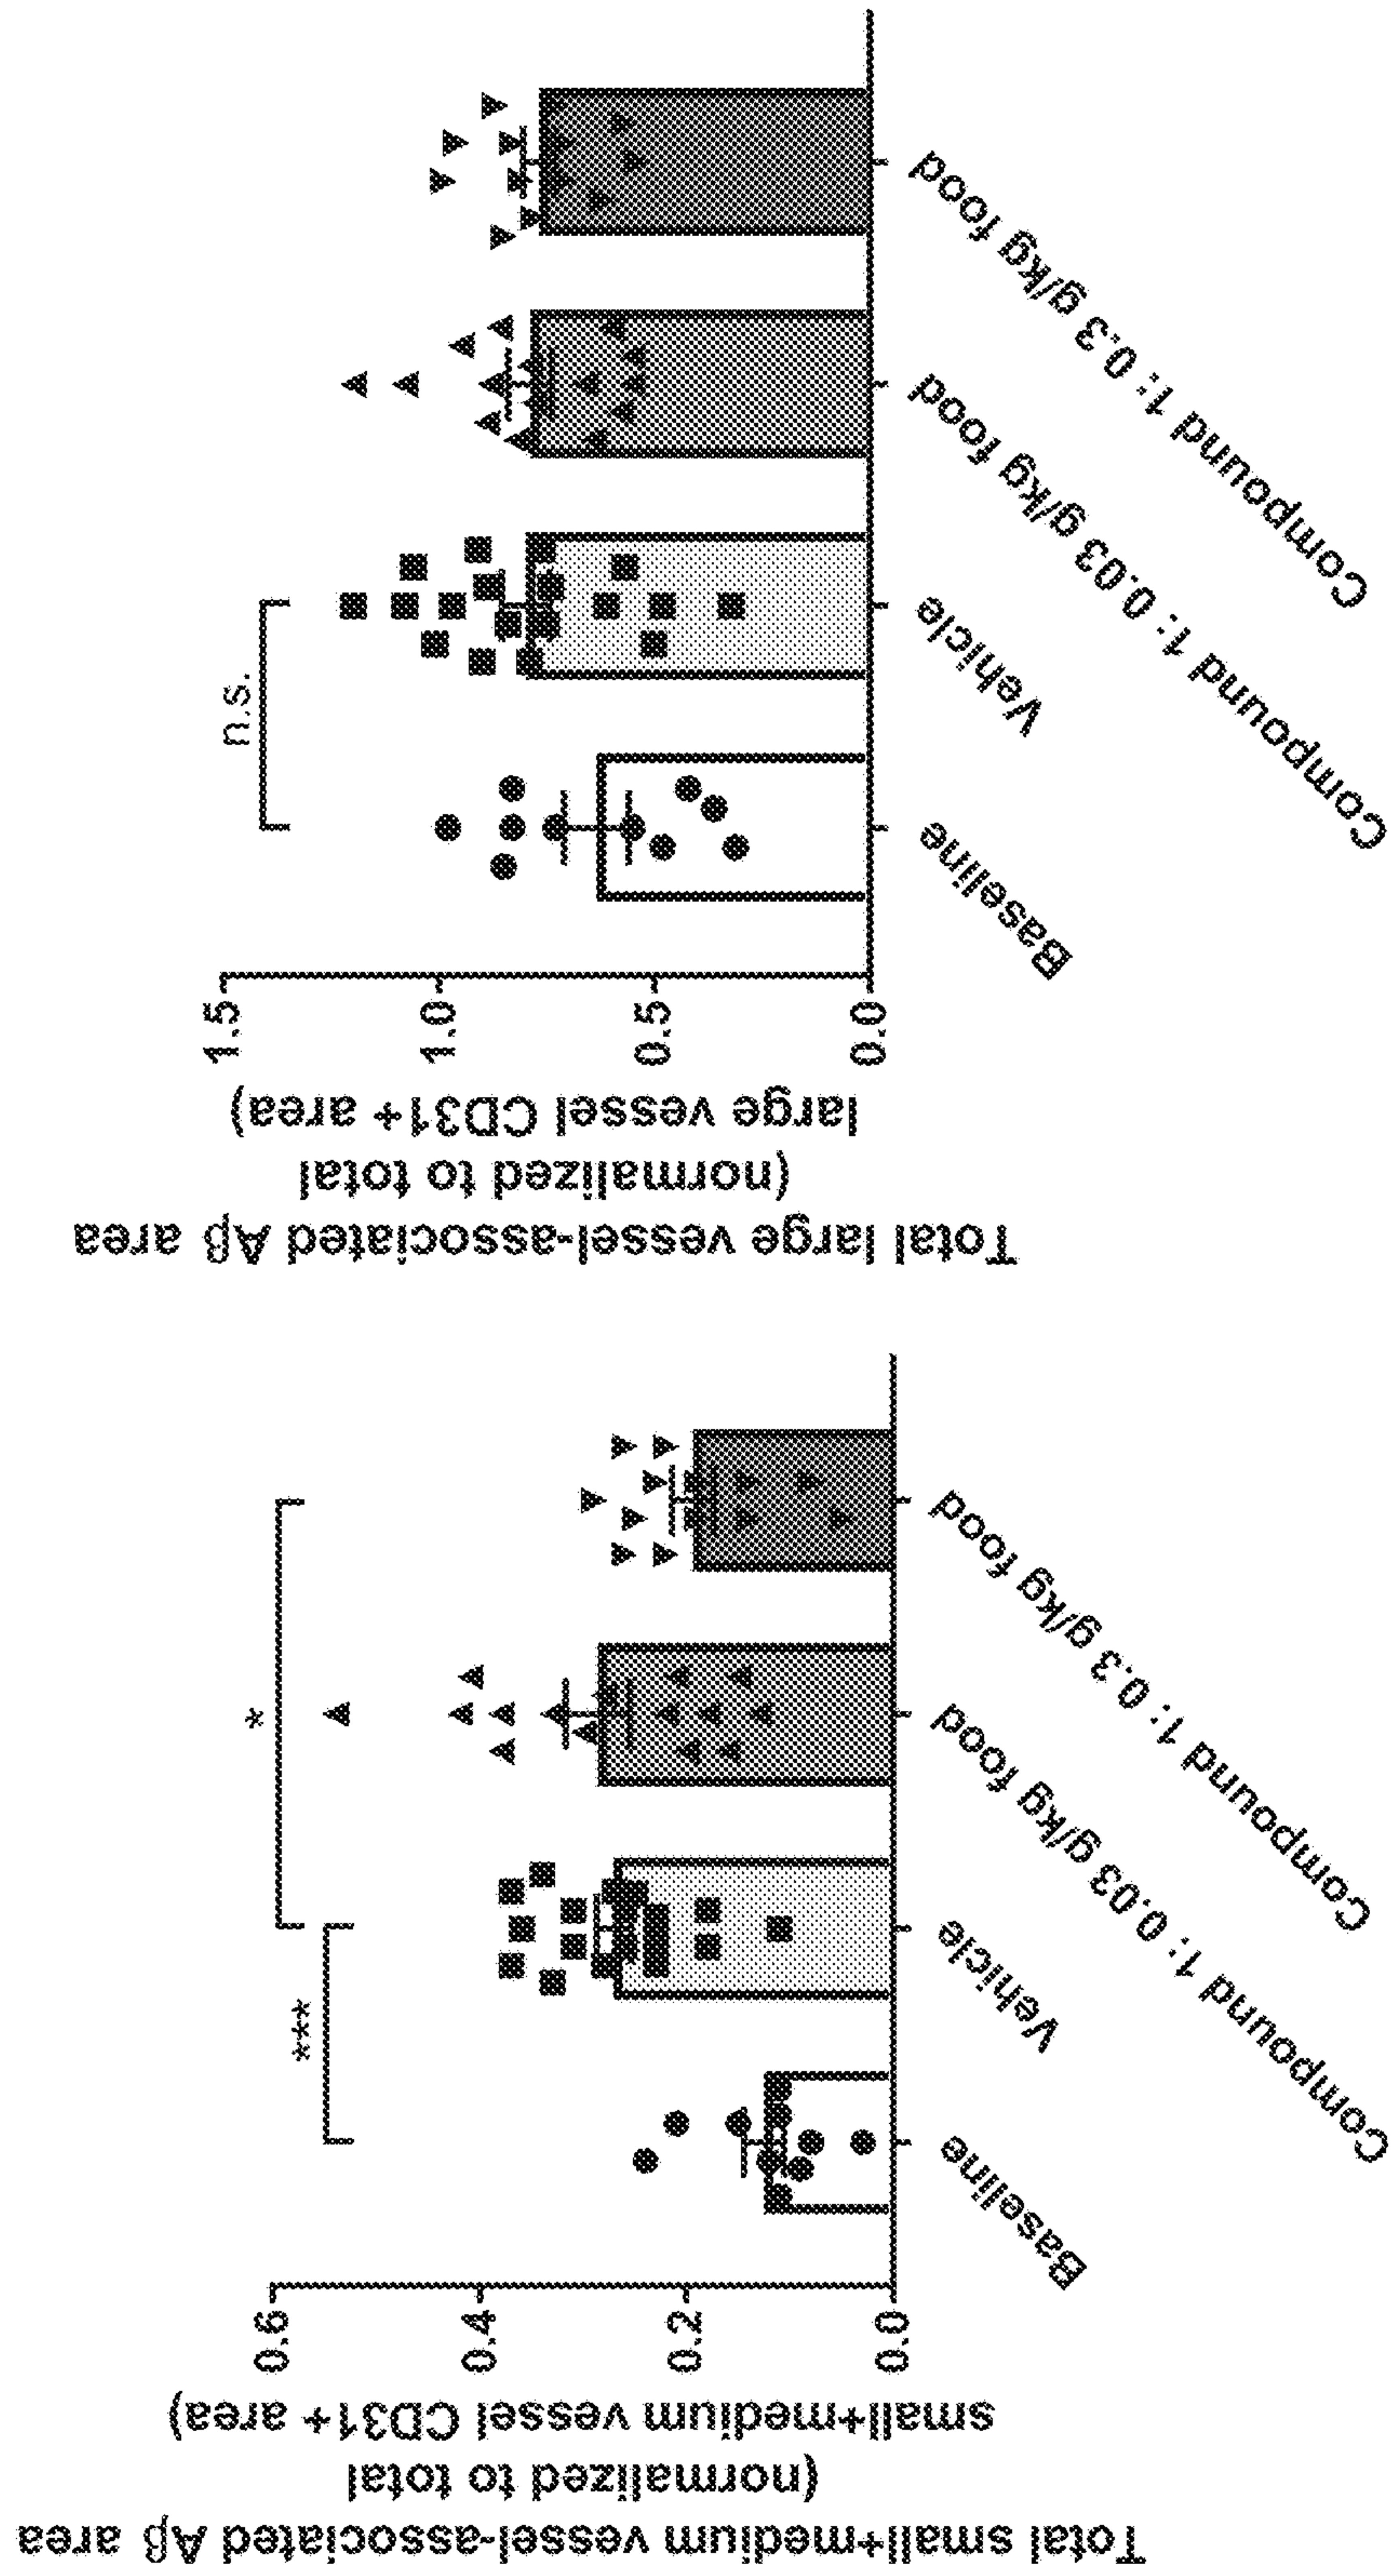 Total small+medium vessel-associated Aβ area
(normalized to total
small+medium vessel CD31+ area)
0.6
0.4
0.2
0.0
***
*
Baseline
Vehicle
Compound 1: 0.03 g/kg food
Compound 1: 0.3 g/kg food
Total large vessel-associated Aβ area
(normalized to total
large vessel CD31+ area)
1.5
1.0
0.5
0.0
n.s.
Baseline
Vehicle
Compound 1: 0.03 g/kg food
Compound 1: 0.3 g/kg food